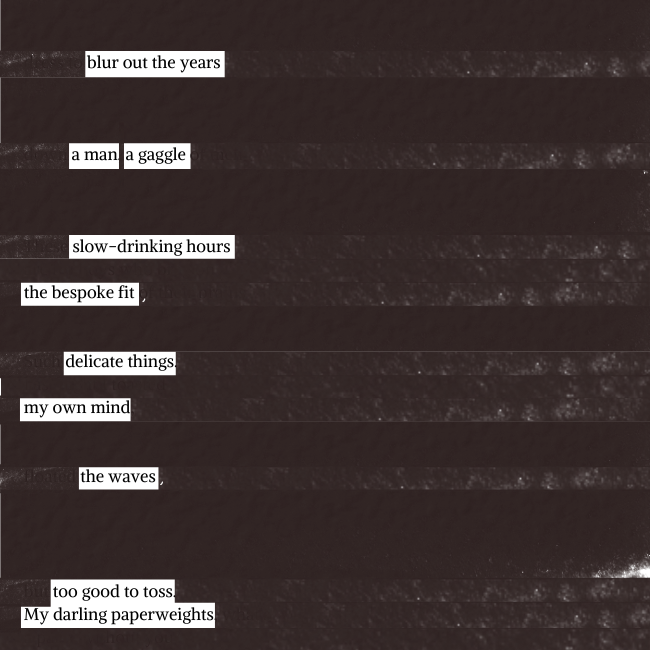 blur out the years
a man a gaggle
slow-drinking hours
the bespoke fit,
delicate things.
my own mind
the waves,
too good to toss.
My darling paperweights